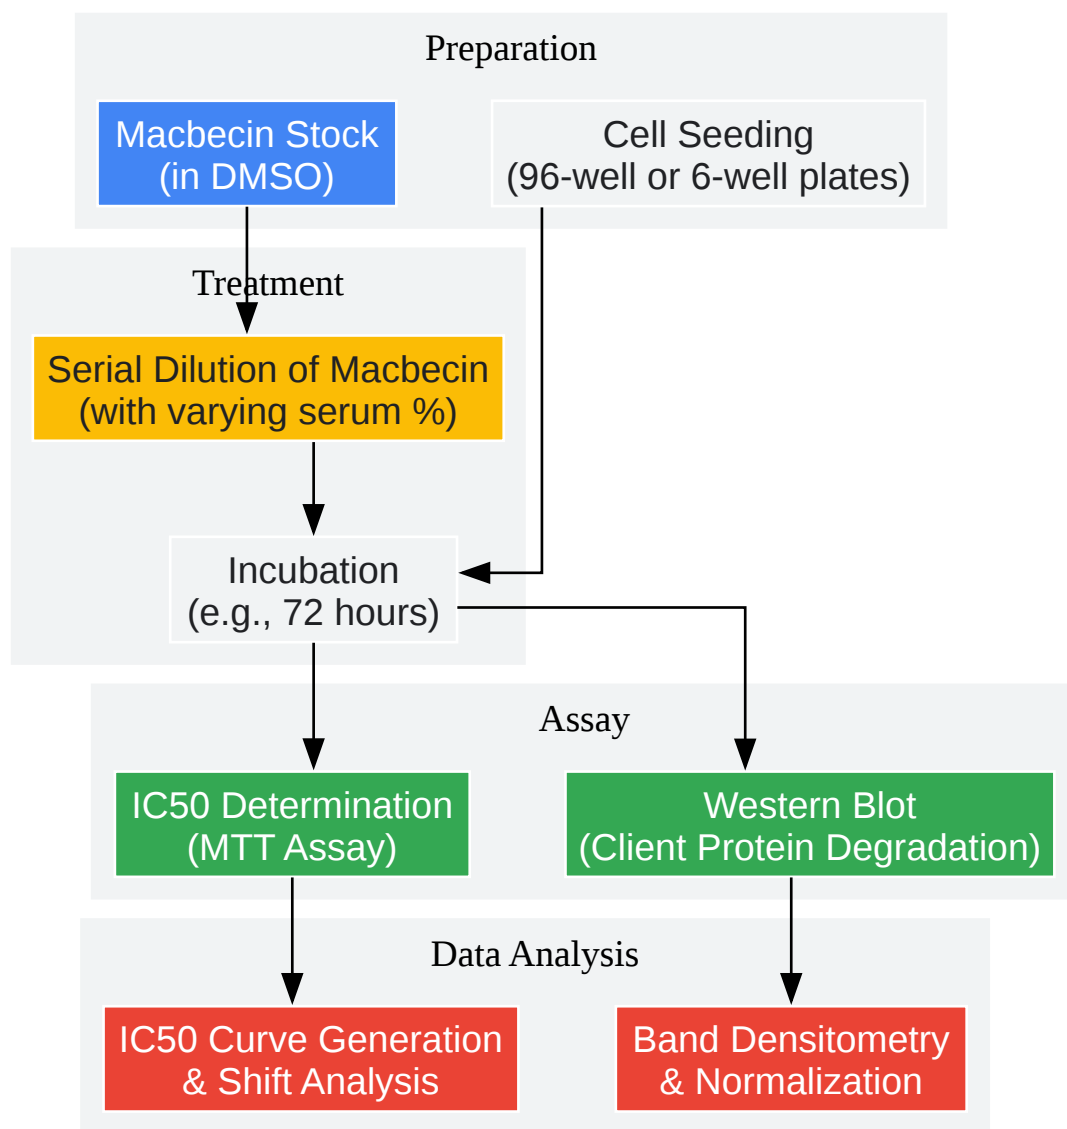 Preparation
Macbecin Stock
(in DMSO)
Cell Seeding
(96-well or 6-well plates)
Treatment
Serial Dilution of Macbecin
(with varying serum %)
Incubation
(e.g., 72 hours)
Assay
IC50 Determination
(MTT Assay)
Western Blot
(Client Protein Degradation)
Data Analysis
IC50 Curve Generation
& Shift Analysis
Band Densitometry
& Normalization